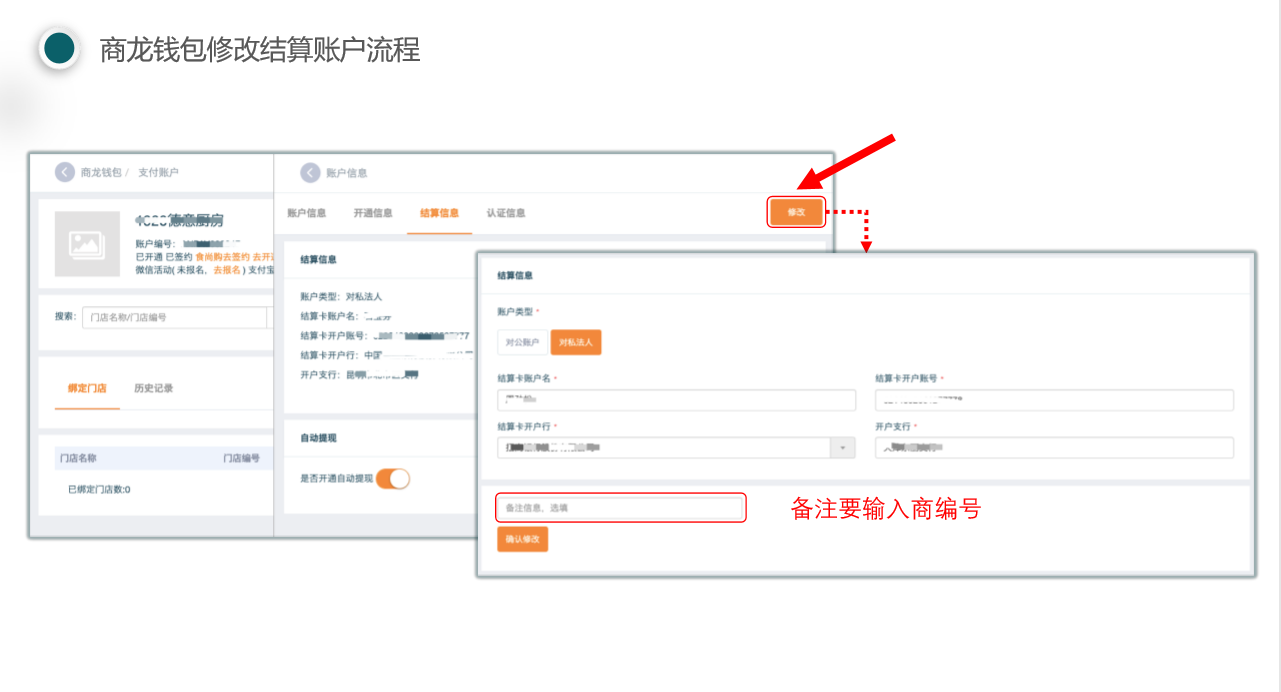 商龙钱包修改结算账户流程
商龙钱包 / 支付账户
德意厨房
账户编号：
已开通 已签约 食尚购去签约 去开通
微信活动( 未报名、去报名 ) 支付宝
搜索： 门店名称/门店编号
绑定门店 历史记录
门店名称 门店编号
已绑定门店数:0
账户信息
账户信息 开通信息 结算信息 认证信息
修改
结算信息
账户类型：对私法人
结算卡账户名：
结算卡开户账号：
结算卡开户行：中国
开户支行：昆明
自动提现
是否开通自动提现
结算信息
账户类型 *
对公账户 对私法人
结算卡账户名 * 结算卡开户账号 *
结算卡开户行 * 开户支行 *
备注信息、选填
备注要输入商编号
确认修改